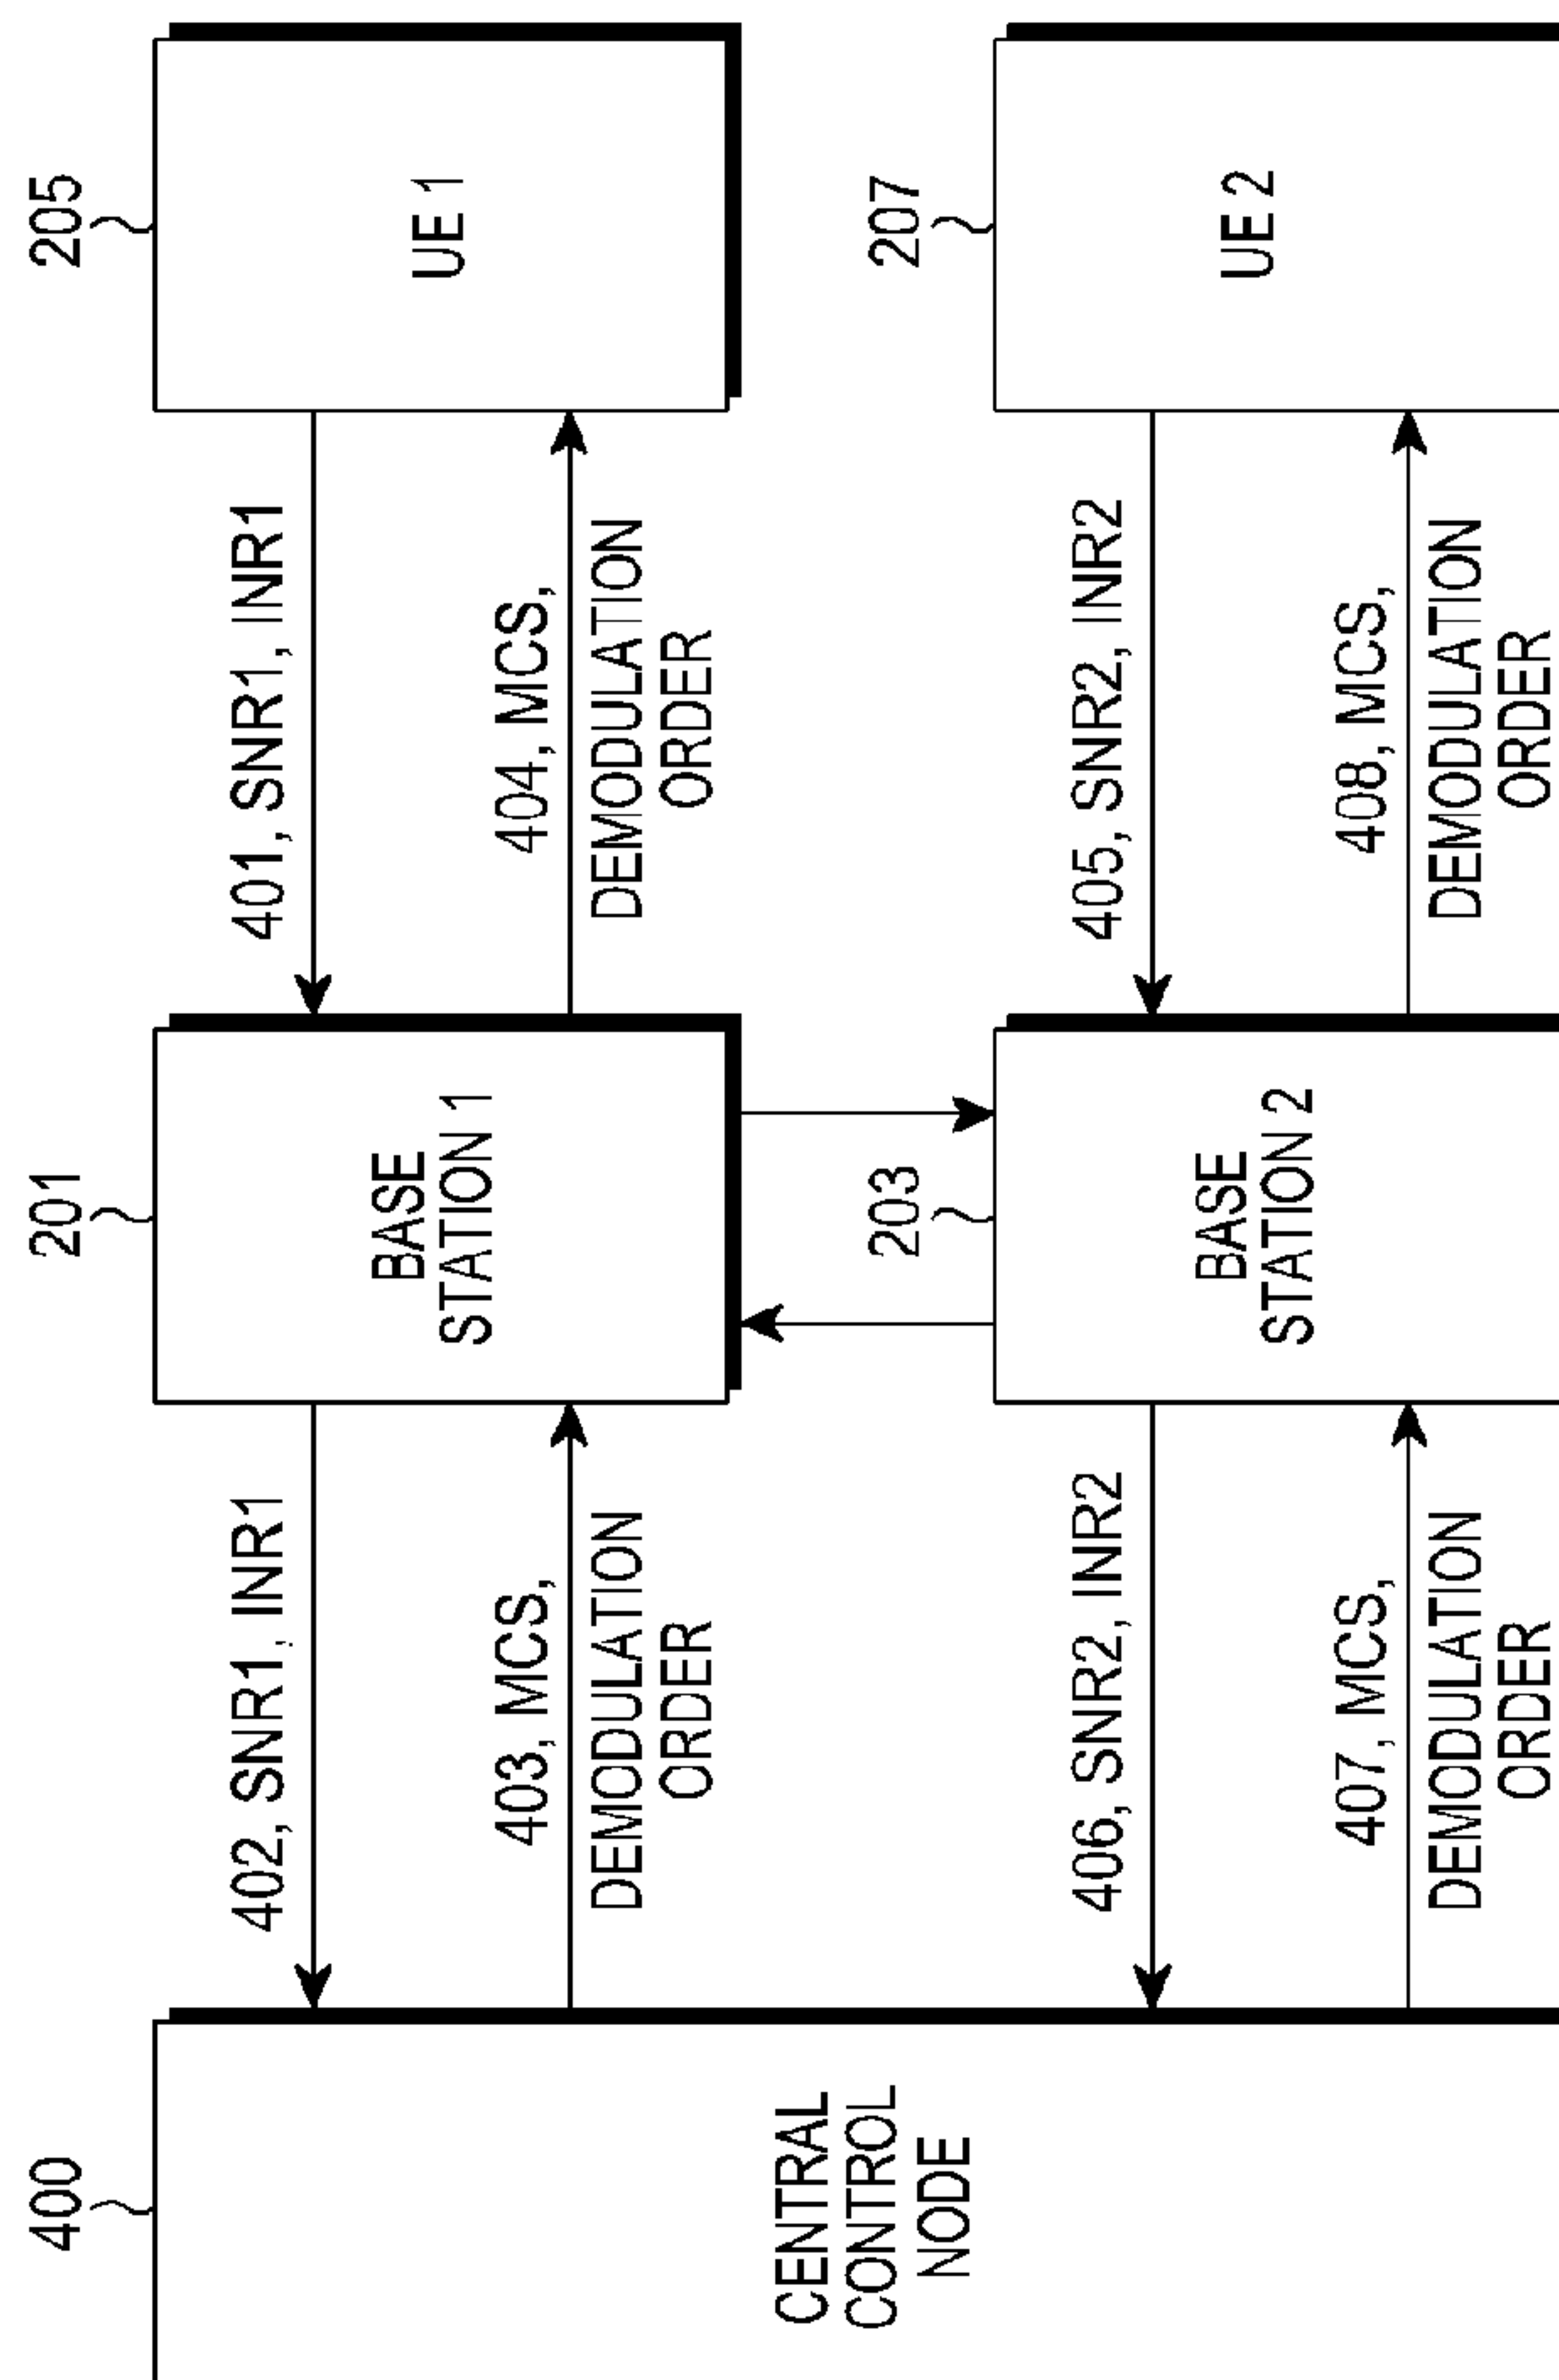 400
201
205
402, SNR1, INR1
401, SNR1, INR1
403, MCS,
DEMODULATION
ORDER
404, MCS,
DEMODULATION
ORDER
BASE
STATION 1
UE 1
CENTRAL
CONTROL
NODE
203
207
406, SNR2, INR2
405, SNR2, INR2
407, MCS,
DEMODULATION
ORDER
408, MCS,
DEMODULATION
ORDER
BASE
STATION 2
UE 2